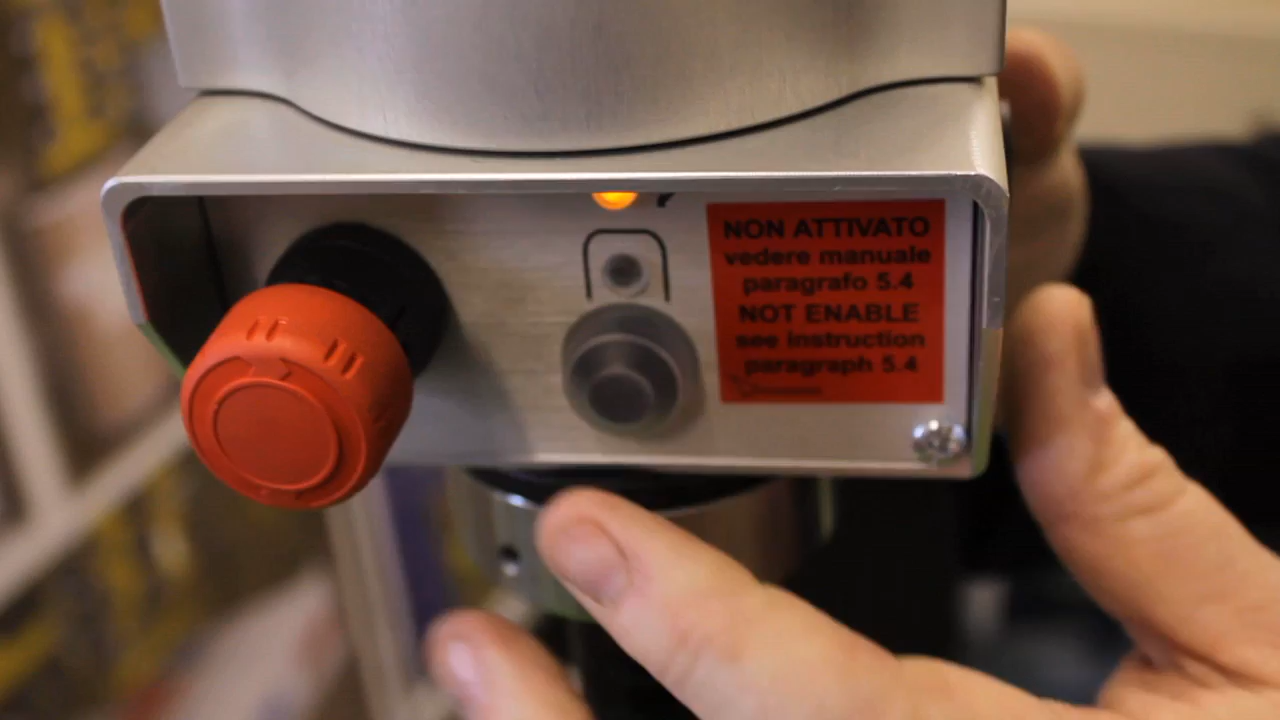 NON ATTIVATO
vedere manuale
paragrafo 5.4
NOT ENABLE
see instruction
paragraph 5.4